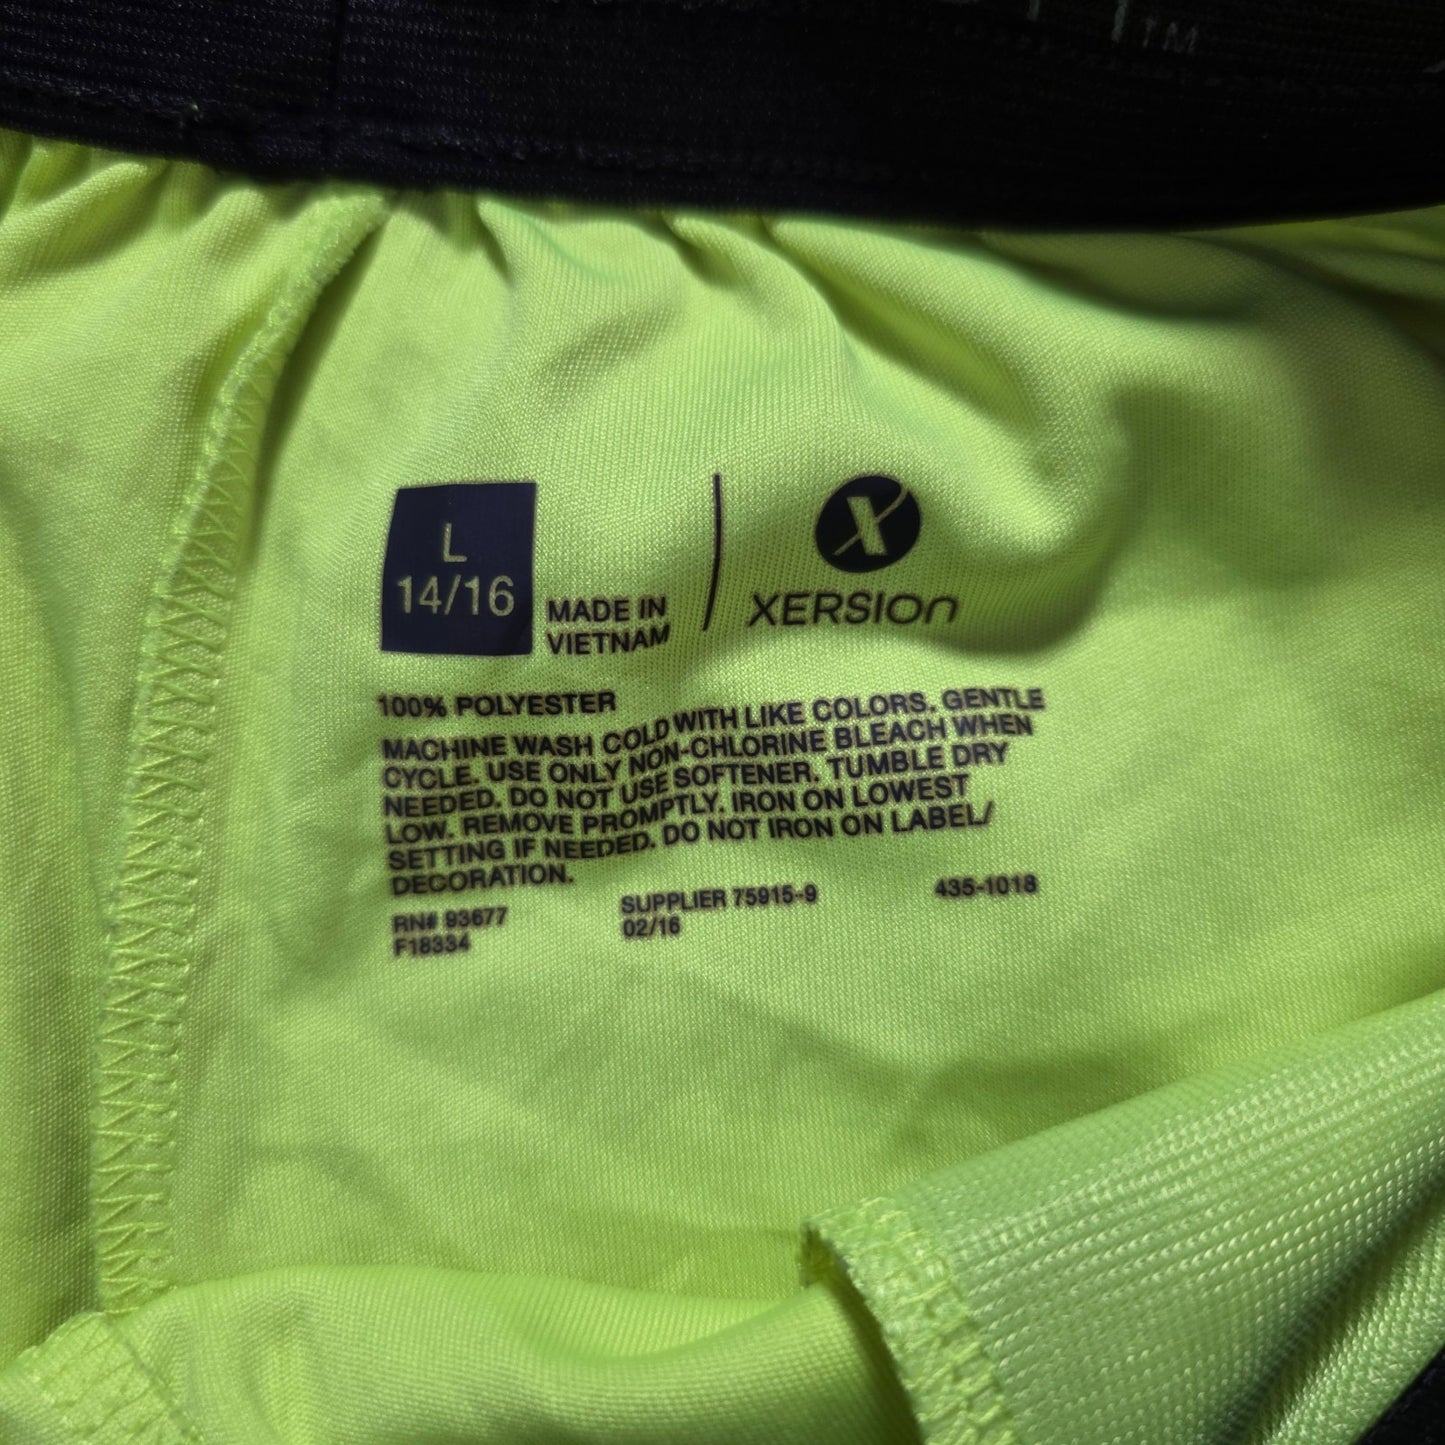 TM
L
14/16
MADE IN
VIETNAM
X
XERSION
100% POLYESTER
MACHINE WASH COLD WITH LIKE COLORS. GENTLE
CYCLE. USE ONLY NON-CHLORINE BLEACH WHEN
NEEDED. DO NOT USE SOFTENER. TUMBLE DRY
LOW. REMOVE PROMPTLY. IRON ON LOWEST
SETTING IF NEEDED. DO NOT IRON ON LABEL/
DECORATION.
RN# 93677 SUPPLIER 75915-9 435-1018
F18334 02/16